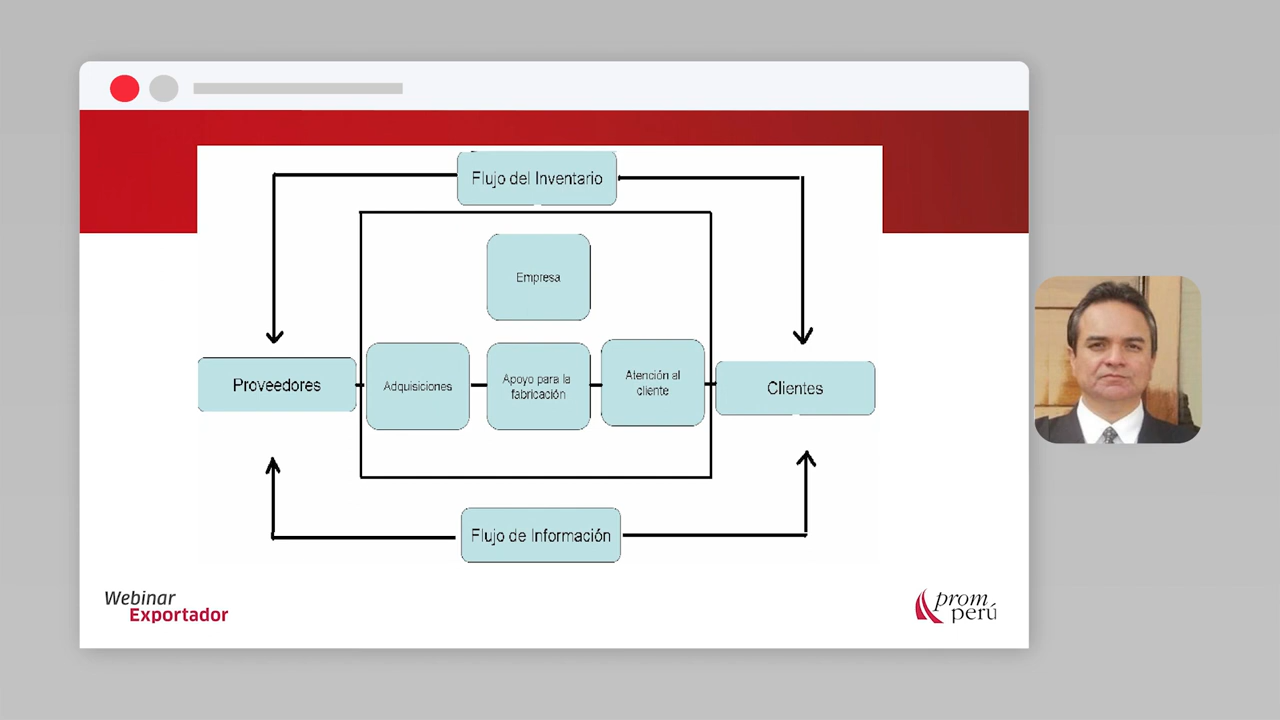 Flujo del Inventario
Empresa
Proveedores
Adquisiciones
Apoyo para la
fabricación
Atención al
cliente
Clientes
Flujo de Información
Webinar
Exportador
prom
perú